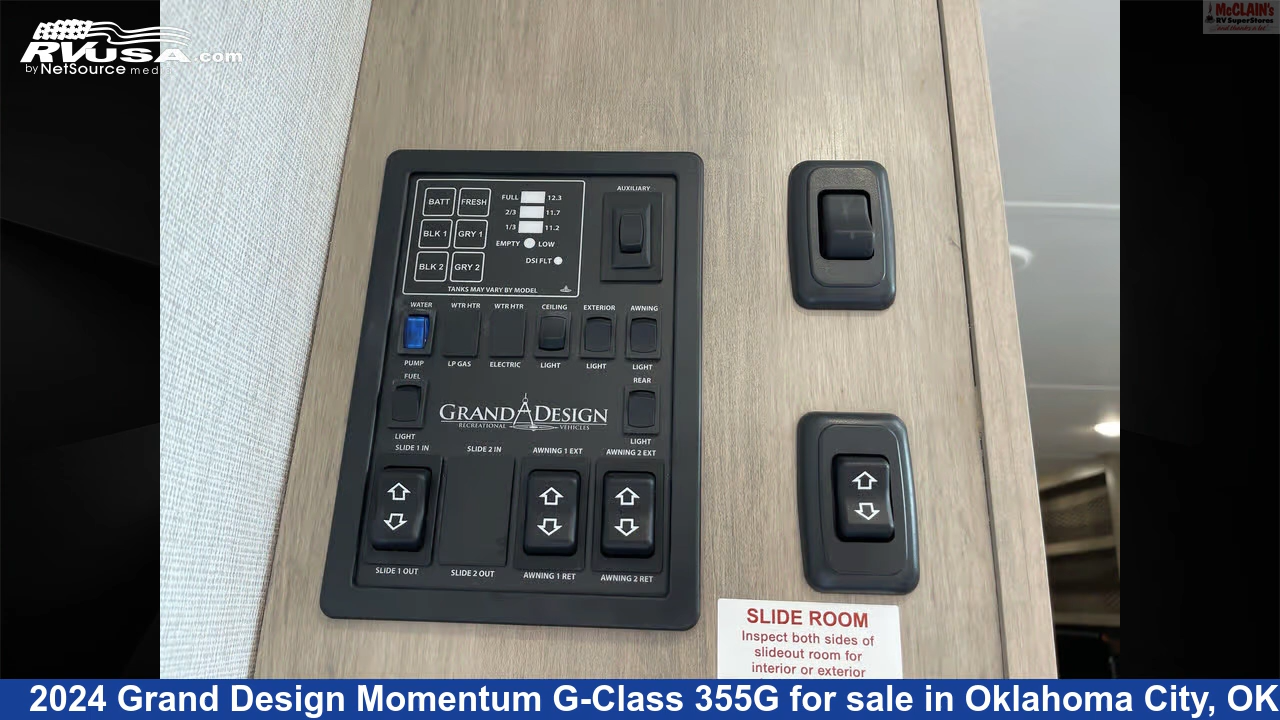 RVUSA.com
by NetSource med
McCLAIN's
RV SuperStores
BATT FRESH
BLK 1 GRY 1
BLK 2 GRY 2
FULL 12.3
2/3 11.7
1/3 11.2
EMPTY LOW
DSI FLT
TANKS MAY VARY BY MODEL
AUXILIARY
WATER WTR HTR WTR HTR CEILING EXTERIOR AWNING
PUMP LP GAS ELECTRIC LIGHT LIGHT LIGHT
FUEL REAR
GRAND DESIGN
RECREATIONAL VEHICLES
LIGHT LIGHT
SLIDE 1 IN SLIDE 2 IN AWNING 1 EXT AWNING 2 EXT
SLIDE 1 OUT SLIDE 2 OUT AWNING 1 RET AWNING 2 RET
SLIDE ROOM
Inspect both sides of
slideout room for
interior or exterior
2024 Grand Design Momentum G-Class 355G for sale in Oklahoma City, OK